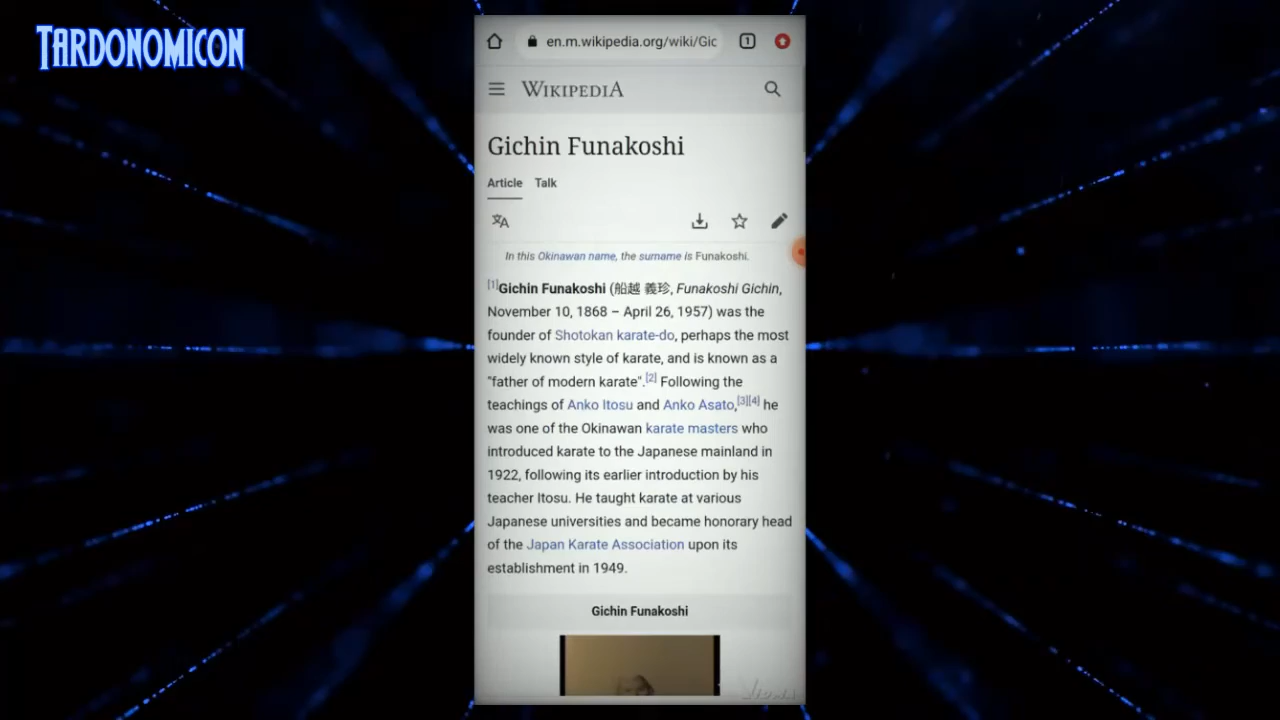 TARDONOMICON
en.m.wikipedia.org/wiki/Gic
1
WIKIPEDIA
Gichin Funakoshi
Article Talk
In this Okinawan name, the surname is Funakoshi.
[1]Gichin Funakoshi (船越 義珍, Funakoshi Gichin,
November 10, 1868 – April 26, 1957) was the
founder of Shotokan karate-do, perhaps the most
widely known style of karate, and is known as a
"father of modern karate".[2] Following the
teachings of Anko Itosu and Anko Asato,[3][4] he
was one of the Okinawan karate masters who
introduced karate to the Japanese mainland in
1922, following its earlier introduction by his
teacher Itosu. He taught karate at various
Japanese universities and became honorary head
of the Japan Karate Association upon its
establishment in 1949.
Gichin Funakoshi